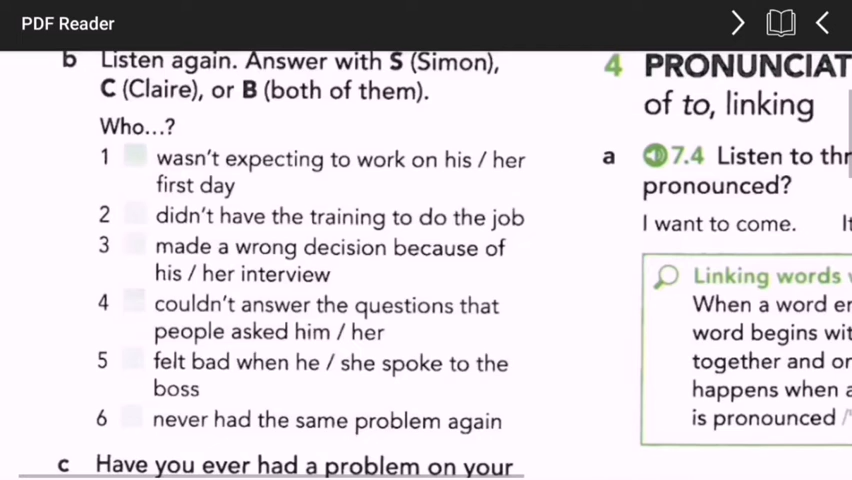 PDF Reader
b Listen again. Answer with S (Simon),
C (Claire), or B (both of them).
Who...?
1 wasn't expecting to work on his / her
first day
2 didn't have the training to do the job
3 made a wrong decision because of
his / her interview
4 couldn't answer the questions that
people asked him / her
5 felt bad when he / she spoke to the
boss
6 never had the same problem again
c Have you ever had a problem on your
4 PRONUNCIAT
of to, linking
a 7.4 Listen to thr
pronounced?
I want to come. It
Linking words
When a word en
word begins wit
together and or
happens when a
is pronounced /